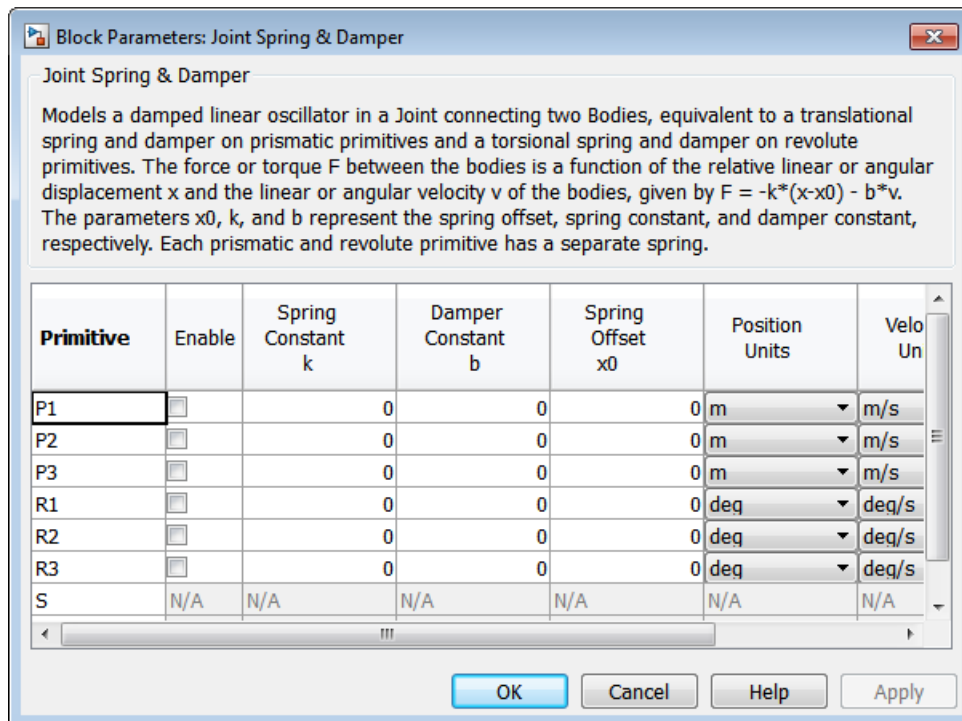 Block Parameters: Joint Spring & Damper
Joint Spring & Damper
Models a damped linear oscillator in a Joint connecting two Bodies, equivalent to a translational
spring and damper on prismatic primitives and a torsional spring and damper on revolute
primitives. The force or torque F between the bodies is a function of the relative linear or angular
displacement x and the linear or angular velocity v of the bodies, given by F = -k*(x-x0) - b*v.
The parameters x0, k, and b represent the spring offset, spring constant, and damper constant,
respectively. Each prismatic and revolute primitive has a separate spring.
Primitive Enable Spring Constant k Damper Constant b Spring Offset x0 Position Units Velo Un
P1 0 0 0 m m/s
P2 0 0 0 m m/s
P3 0 0 0 m m/s
R1 0 0 0 deg deg/s
R2 0 0 0 deg deg/s
R3 0 0 0 deg deg/s
S N/A N/A N/A N/A N/A N/A
OK Cancel Help Apply